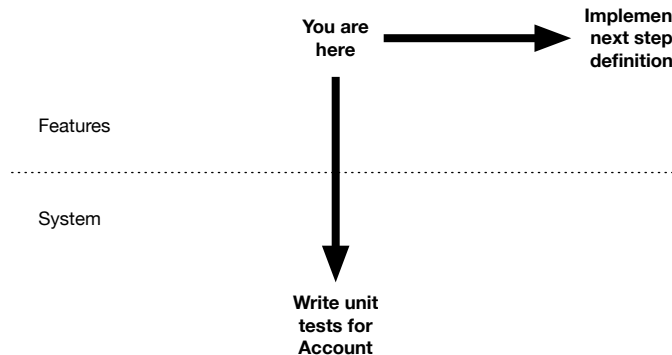 You are
here
Implemen
next step
definition
Features
System
Write unit
tests for
Account